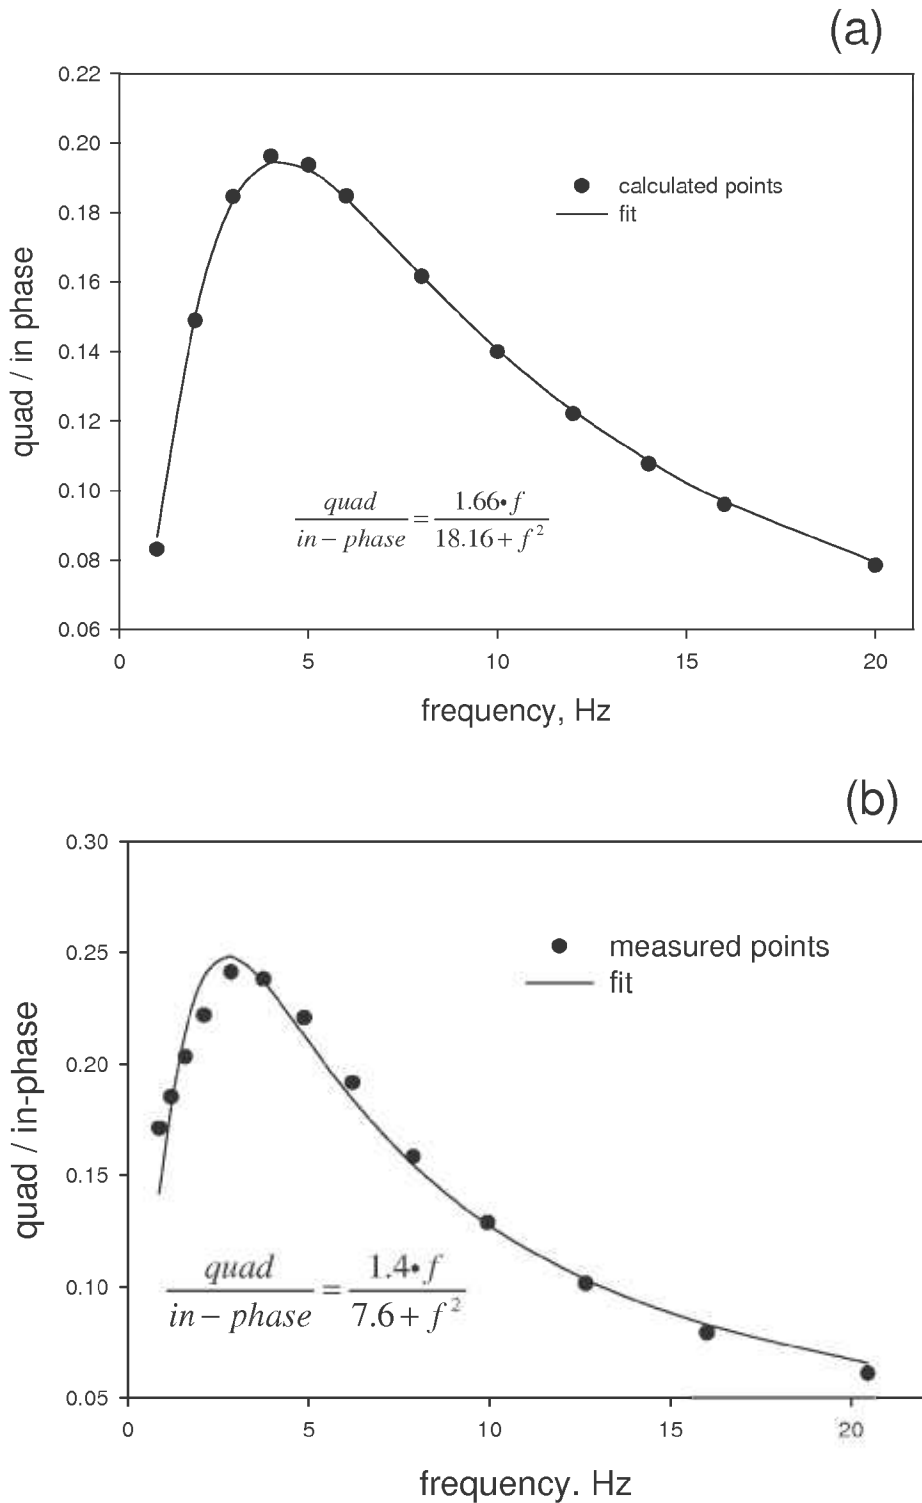 (a)
0.22
0.20
0.18
0.16
0.14
0.12
0.10
0.08
0.06
quad / in phase
calculated points
fit
quad / in − phase = 1.66• f / 18.16 + f²
0 5 10 15 20
frequency, Hz
(b)
0.30
0.25
0.20
0.15
0.10
0.05
quad / in-phase
measured points
fit
quad / in − phase = 1.4• f / 7.6 + f²
0 5 10 15 20
frequency. Hz